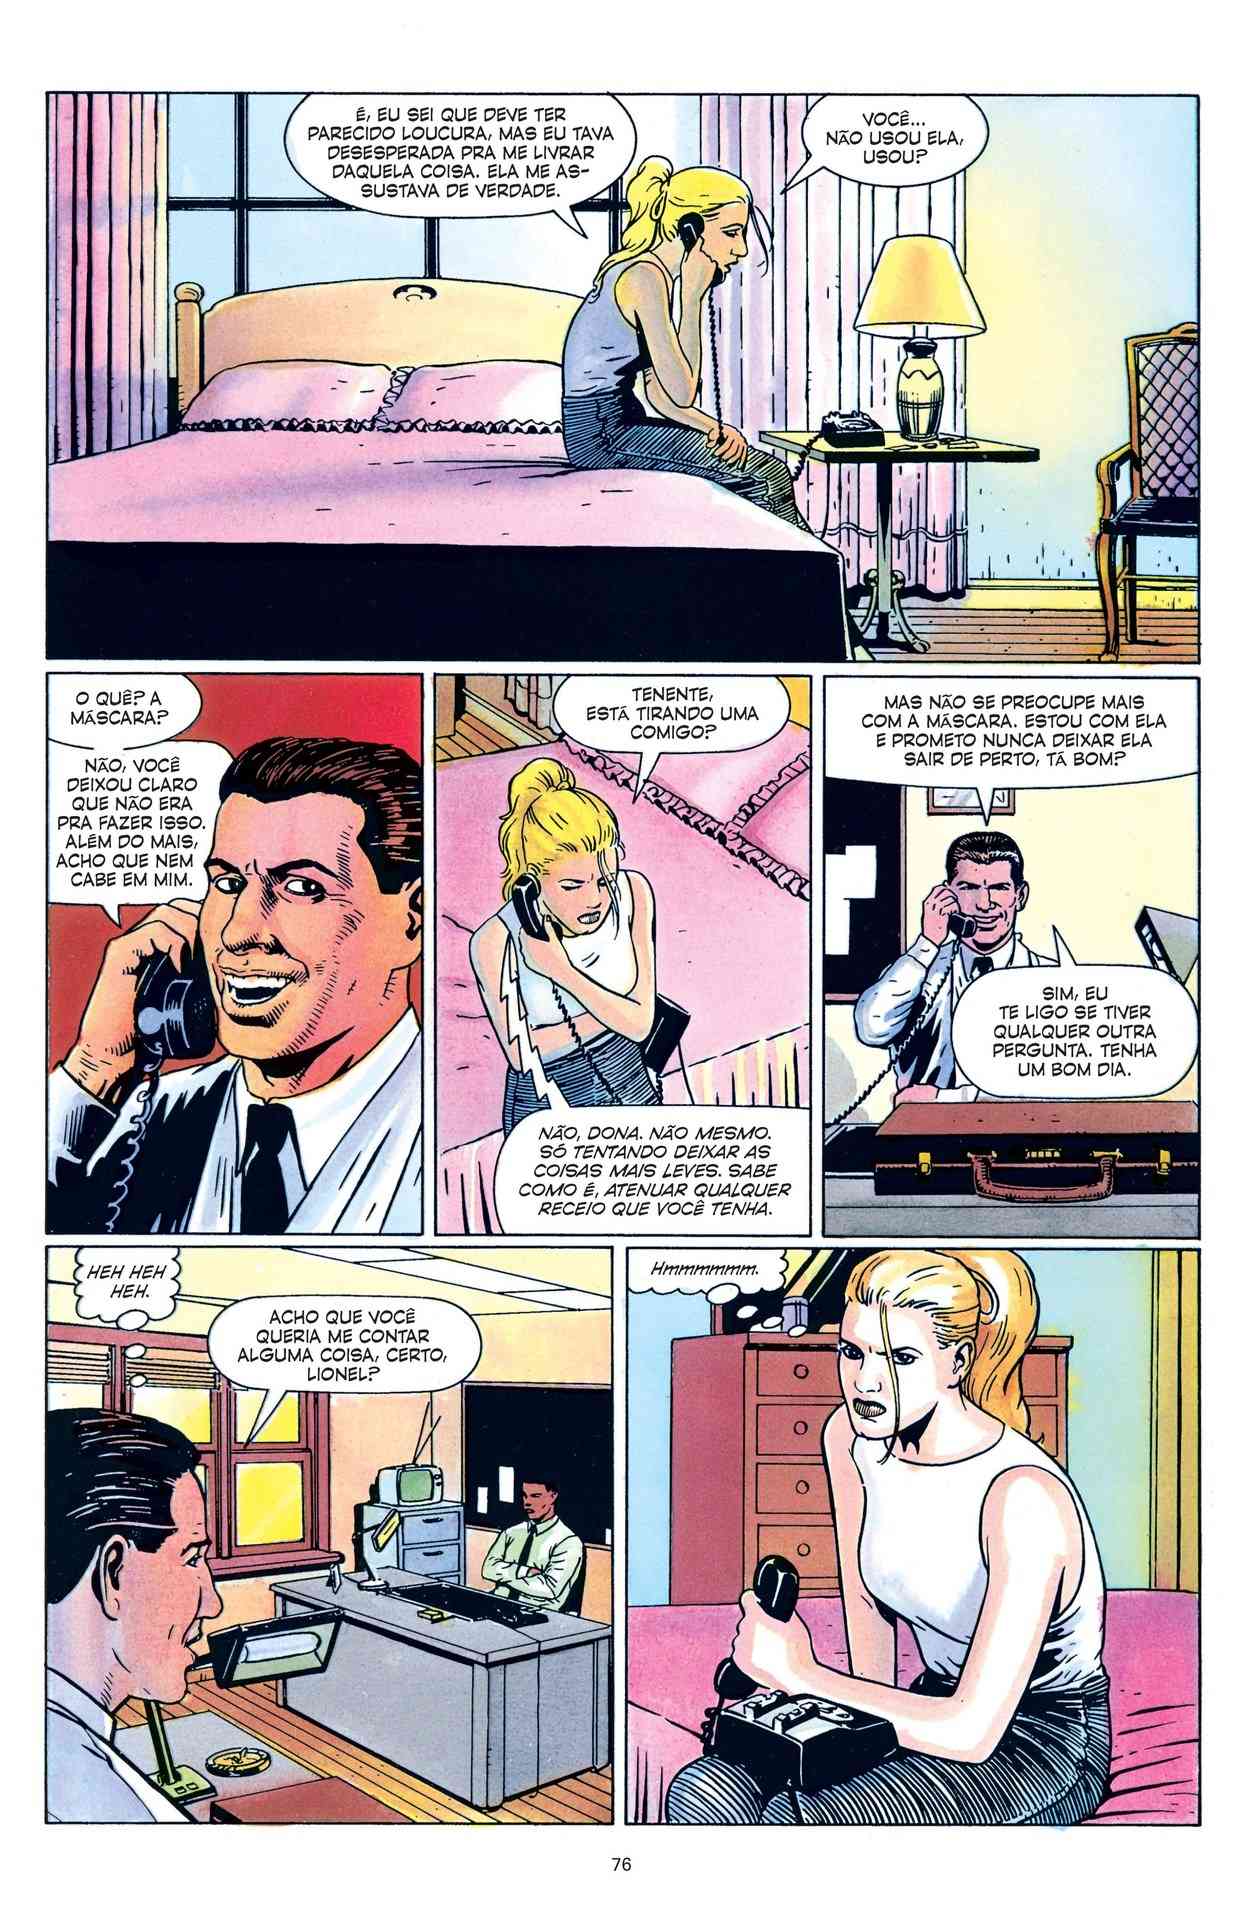 É, EU SEI QUE DEVE TER
PARECIDO LOUCURA, MAS EU TAVA
DESESPERADA PRA ME LIVRAR
DAQUELA COISA. ELA ME AS-
SUSTAVA DE VERDADE.
VOCÊ...
NÃO USOU ELA,
USOU?
O QUÊ? A
MÁSCARA?
NÃO, VOCÊ
DEIXOU CLARO
QUE NÃO ERA
PRA FAZER ISSO.
ALÉM DO MAIS,
ACHO QUE NEM
CABE EM MIM.
TENENTE,
ESTÁ TIRANDO UMA
COMIGO?
NÃO, DONA. NÃO MESMO.
SÓ TENTANDO DEIXAR AS
COISAS MAIS LEVES. SABE
COMO É, ATENUAR QUALQUER
RECEIO QUE VOCÊ TENHA.
MAS NÃO SE PREOCUPE MAIS
COM A MÁSCARA. ESTOU COM ELA
E PROMETO NUNCA DEIXAR ELA
SAIR DE PERTO, TÁ BOM?
SIM, EU
TE LIGO SE TIVER
QUALQUER OUTRA
PERGUNTA. TENHA
UM BOM DIA.
HEH HEH
HEH.
ACHO QUE VOCÊ
QUERIA ME CONTAR
ALGUMA COISA, CERTO,
LIONEL?
Hmmmmmm.
76